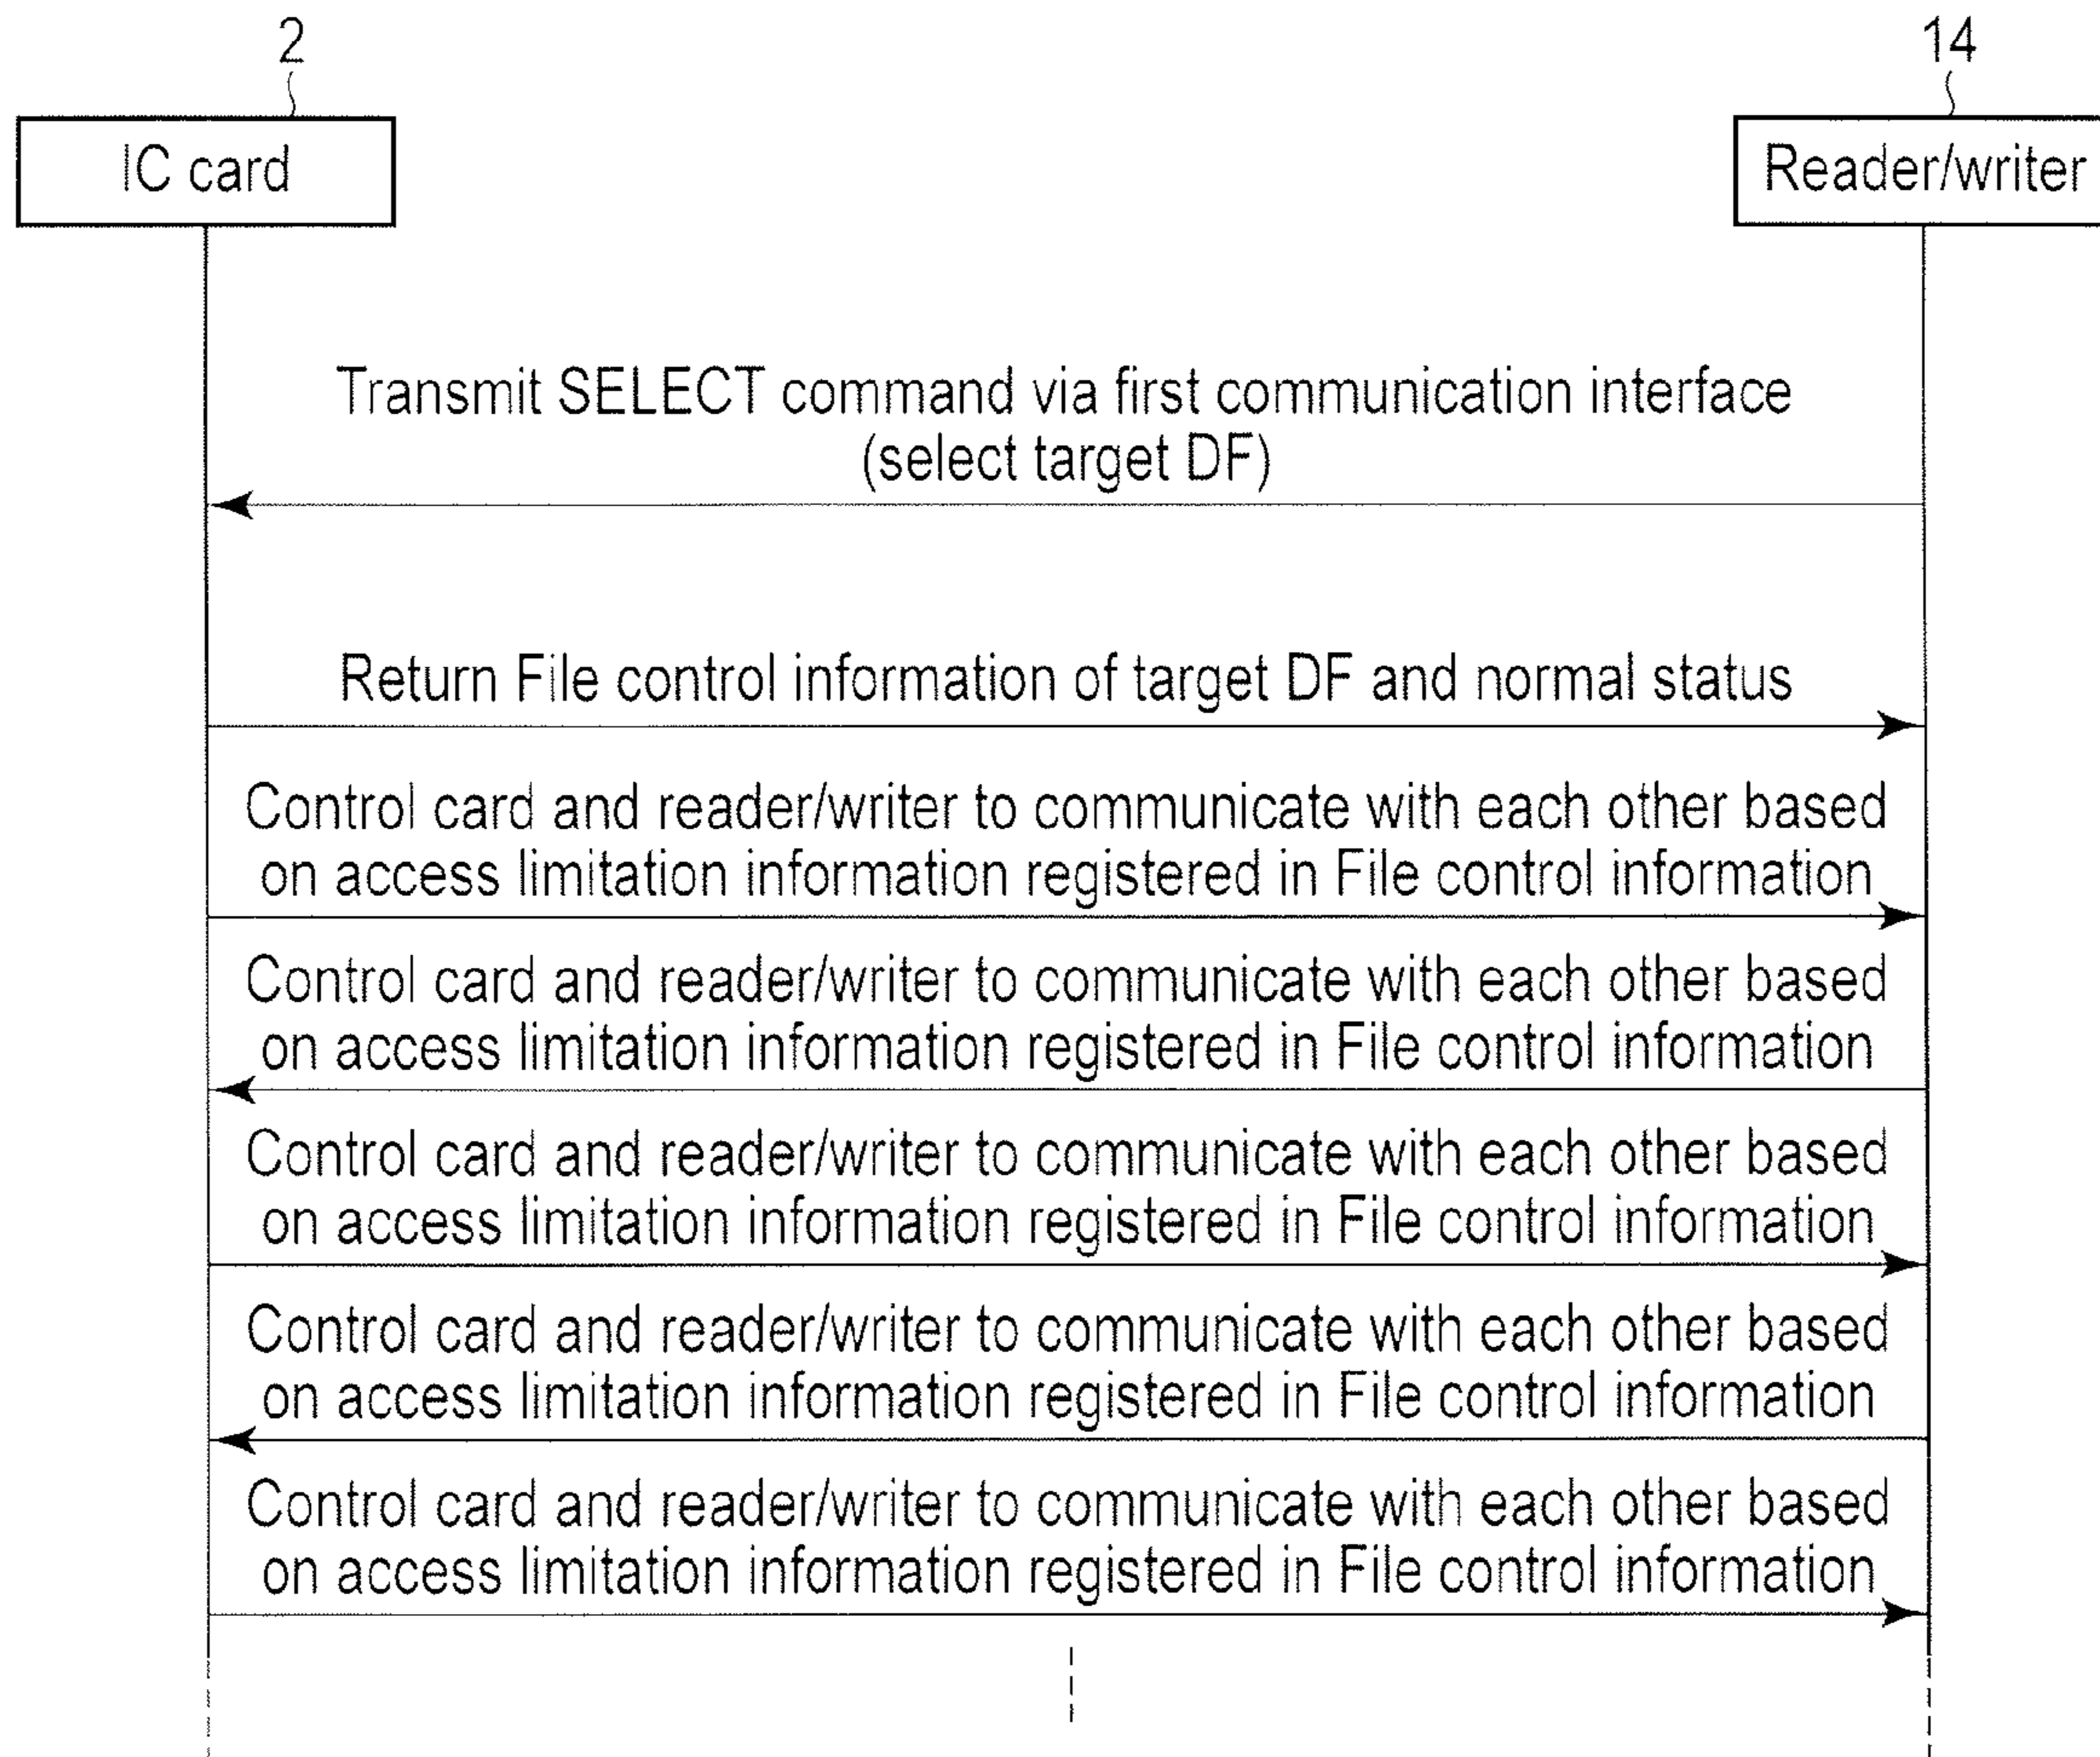 2
14
IC card
Reader/writer
Transmit SELECT command via first communication interface
(select target DF)
Return File control information of target DF and normal status
Control card and reader/writer to communicate with each other based
on access limitation information registered in File control information
Control card and reader/writer to communicate with each other based
on access limitation information registered in File control information
Control card and reader/writer to communicate with each other based
on access limitation information registered in File control information
Control card and reader/writer to communicate with each other based
on access limitation information registered in File control information
Control card and reader/writer to communicate with each other based
on access limitation information registered in File control information